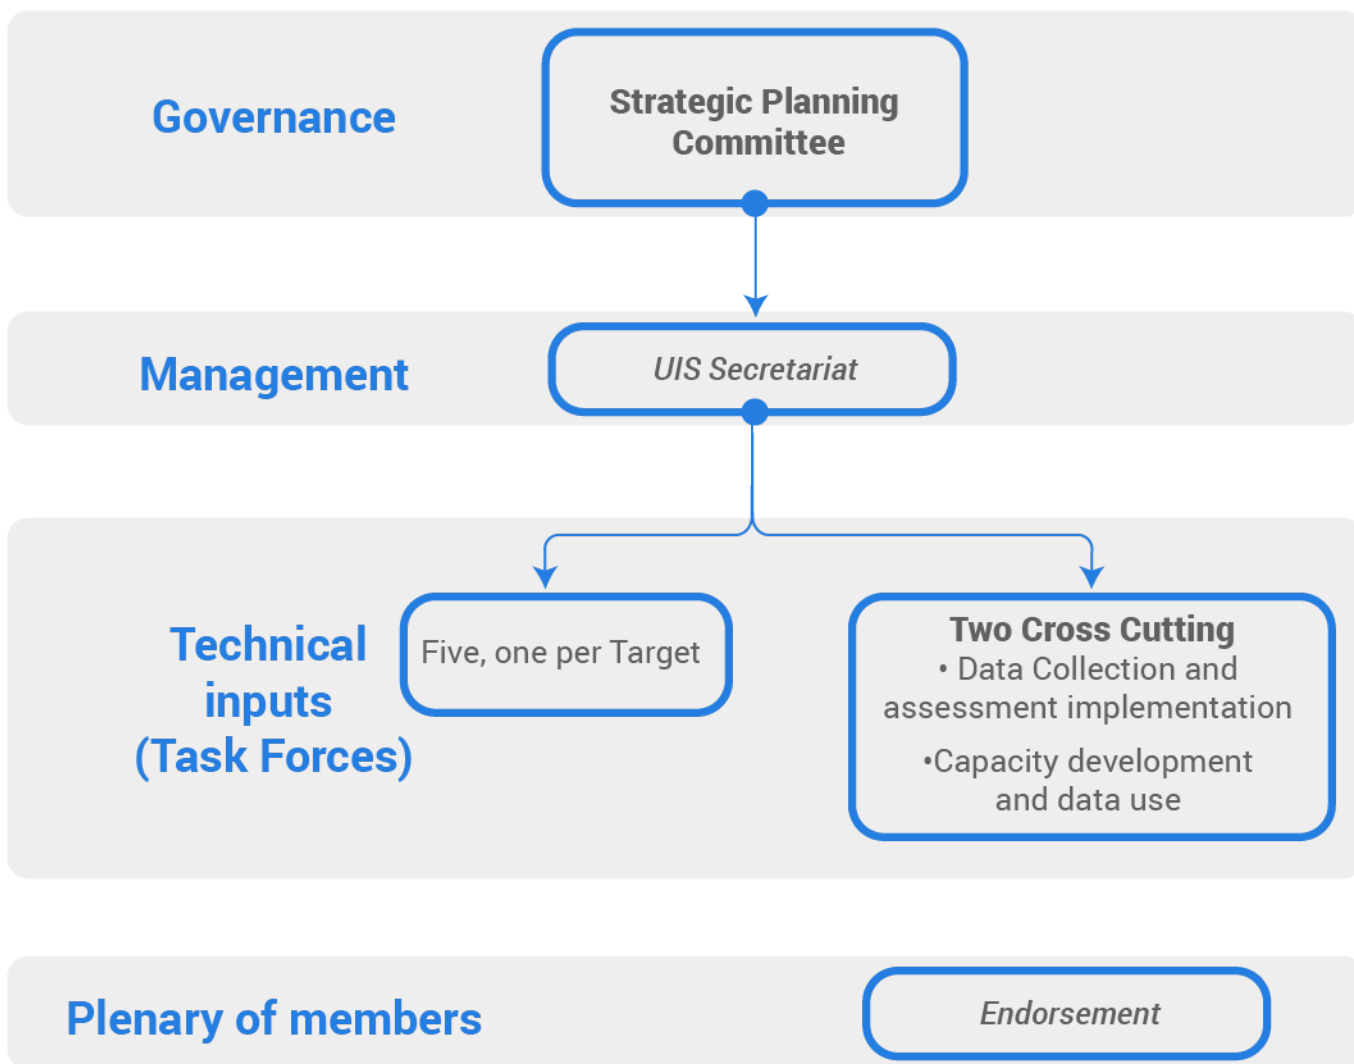 Governance
Strategic Planning
Committee
Management
UIS Secretariat
Technical
inputs
(Task Forces)
Five, one per Target
Two Cross Cutting
• Data Collection and
assessment implementation
•Capacity development
and data use
Plenary of members
Endorsement